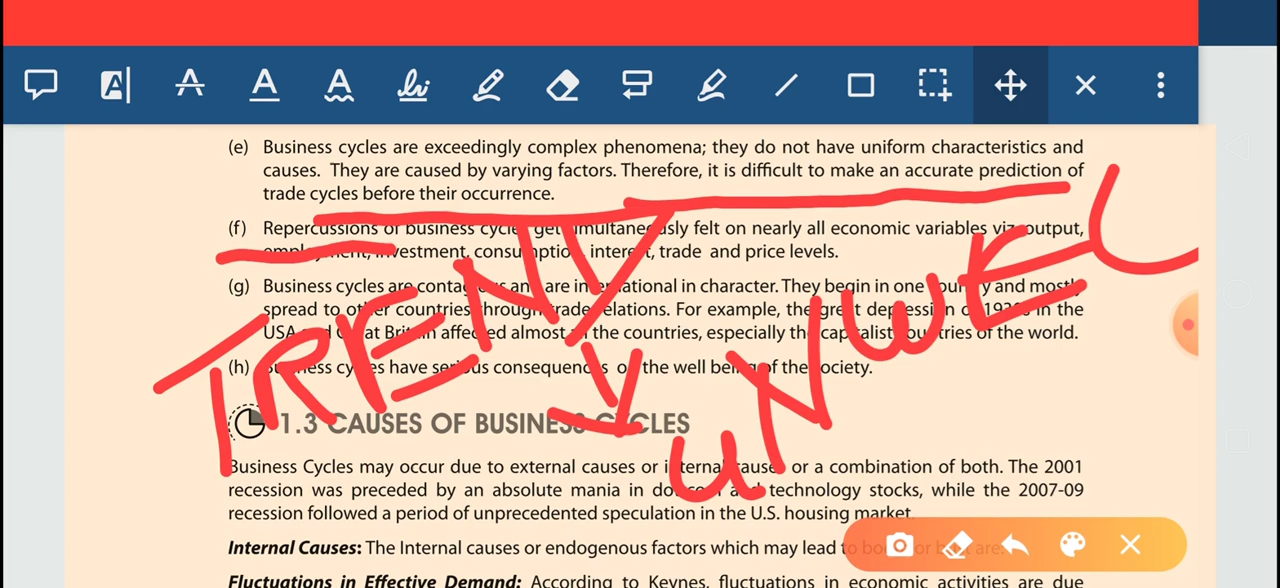 (e) Business cycles are exceedingly complex phenomena; they do not have uniform characteristics and
causes. They are caused by varying factors. Therefore, it is difficult to make an accurate prediction of
trade cycles before their occurrence.
(f) Repercussions of business cycles get simultaneously felt on nearly all economic variables viz output,
employment, investment, consumption, interest, trade and price levels.
(g) Business cycles are contagious and are international in character. They begin in one country and mostly
spread to other countries through trade relations. For example, the great depression of 1930s in the
USA and Great Britain affected almost all the countries, especially the capitalist countries of the world.
(h) Business cycles have serious consequences on the well being of the society.
TREND
UNWEL
1.3 CAUSES OF BUSINESS CYCLES
Business Cycles may occur due to external causes or internal causes or a combination of both. The 2001
recession was preceded by an absolute mania in dot-com and technology stocks, while the 2007-09
recession followed a period of unprecedented speculation in the U.S. housing market.
Internal Causes: The Internal causes or endogenous factors which may lead to boom or bust are:
Fluctuations in Effective Demand: According to Keynes, fluctuations in economic activities are due